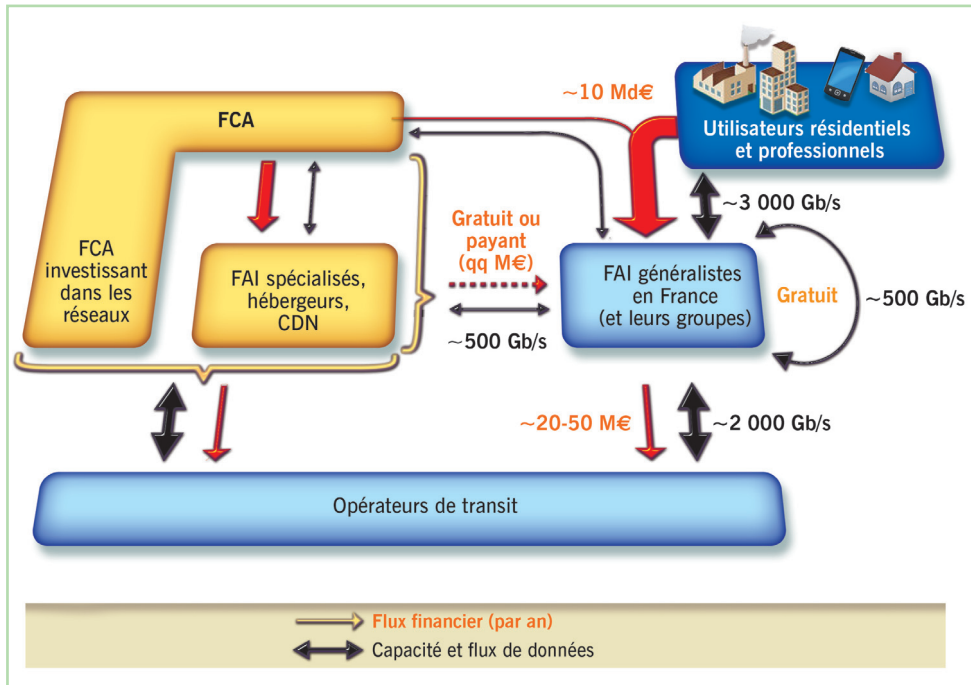 FCA
~10 Md€
Utilisateurs résidentiels
et professionnels
~3 000 Gb/s
FCA
investissant
dans les
réseaux
FAI spécialisés,
hébergeurs,
CDN
Gratuit ou
payant
(qq M€)
~500 Gb/s
FAI généralistes
en France
(et leurs groupes)
Gratuit
~500 Gb/s
~20-50 M€
~2 000 Gb/s
Opérateurs de transit
Flux financier (par an)
Capacité et flux de données